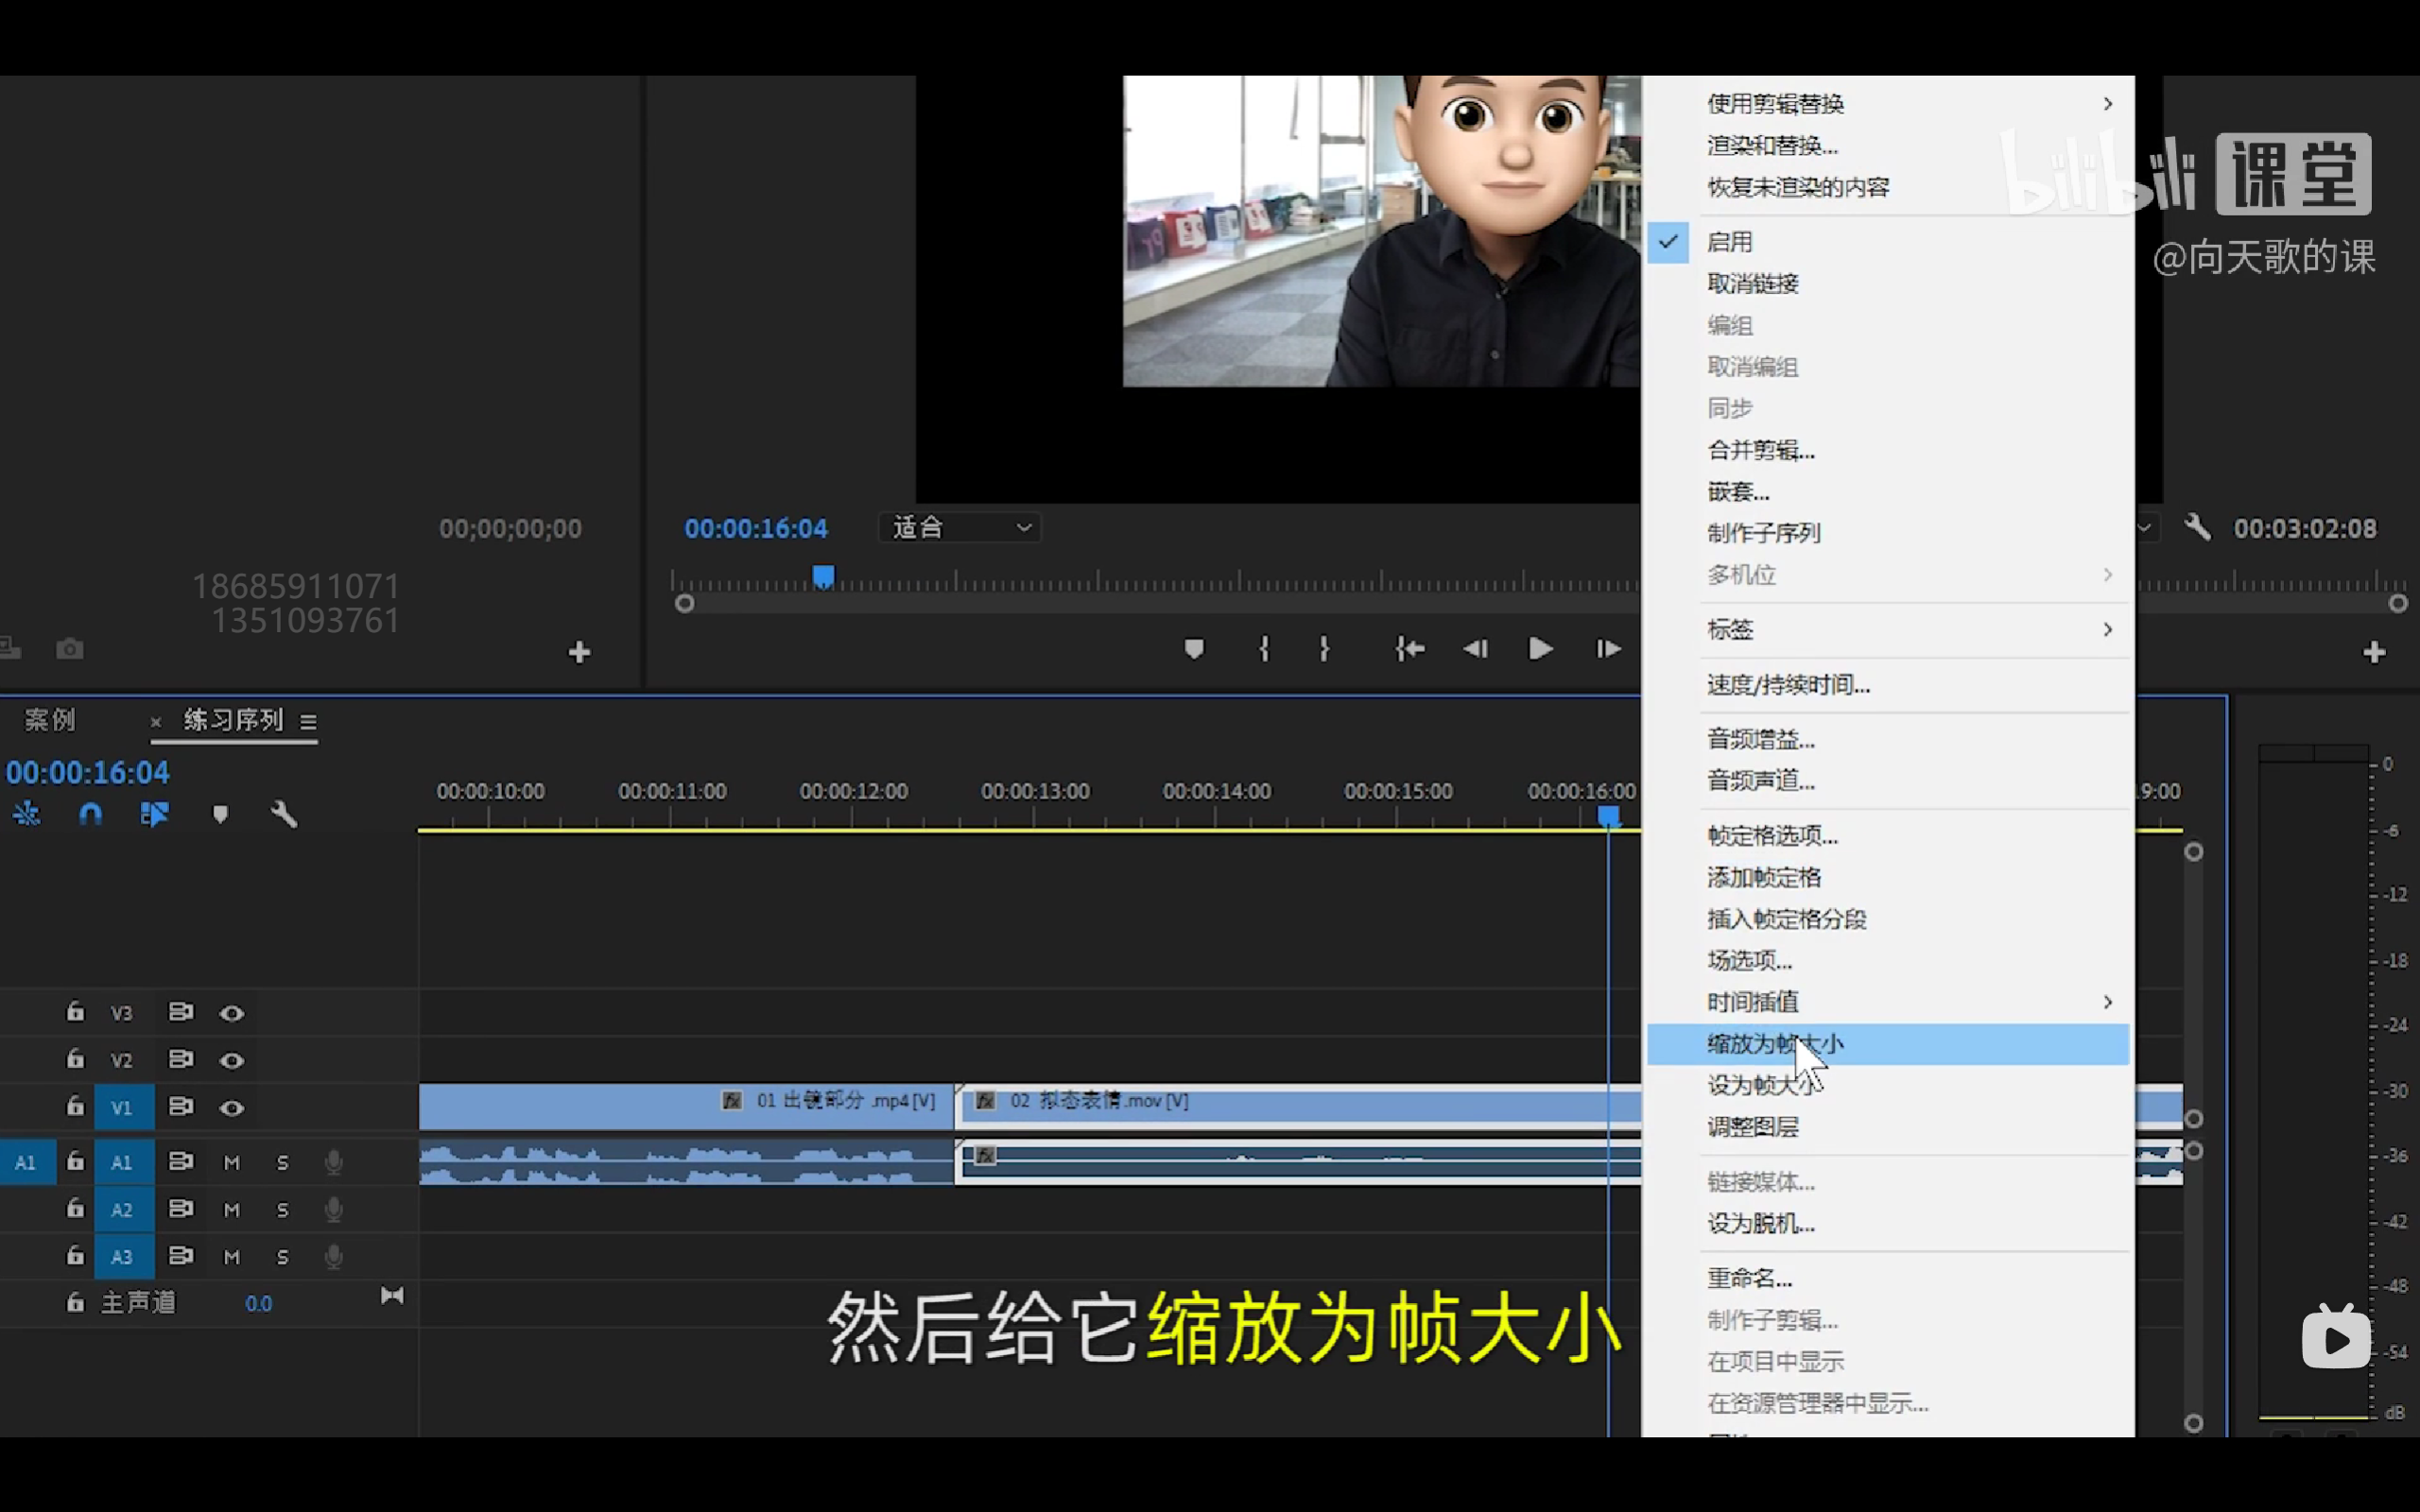 使用剪辑替换
渲染和替换...
恢复未渲染的内容
启用
取消链接
编组
取消编组
同步
合并剪辑...
嵌套...
制作子序列
多机位
标签
速度/持续时间...
音频增益...
音频声道...
帧定格选项...
添加帧定格
插入帧定格分段
场选项...
时间插值
缩放为帧大小
设为帧大小
调整图层
链接媒体...
设为脱机...
重命名...
制作子剪辑...
在项目中显示
在资源管理器中显示...
bilibili 课堂
@向天歌的课
00;00;00;00
18685911071
1351093761
00:00:16:04
适合
00:03:02:08
案例
× 练习序列
00:00:16:04
00:00:10:00 00:00:11:00 00:00:12:00 00:00:13:00 00:00:14:00 00:00:15:00 00:00:16:00 19:00
V3
V2
V1
fx 01 出镜部分 .mp4[V] fx 02 拟态表情.mov[V]
A1 A1 M S fx
A2 M S
A3 M S
主声道 0.0
然后给它缩放为帧大小
0
-6
-12
-18
-24
-30
-36
-42
-48
-54
dB